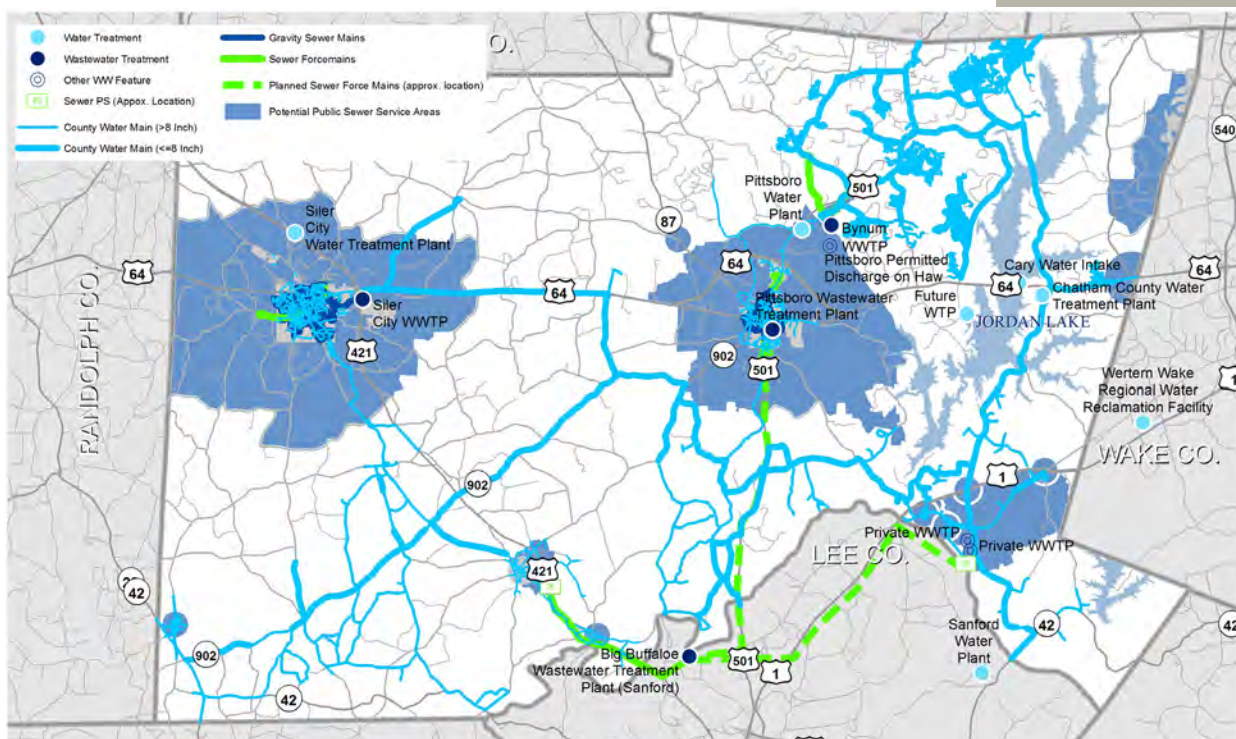 CO.
Water Treatment
Wastewater Treatment
Other WW Feature
PS
Sewer PS (Appox. Location)
County Water Main (>8 Inch)
County Water Main (<=8 Inch)
Gravity Sewer Mains
Sewer Forcemains
Planned Sewer Force Mains (approx. location)
Potential Public Sewer Service Areas
540
Siler
City
Water Treatment Plant
87
Pittsboro
Water
Plant
501
Bynum
WWTP
Pittsboro Permitted
Discharge on Haw
64
64
64
Cary Water Intake
64
64
Chatham County Water
Treatment Plant
Future
WTP
JORDAN LAKE
Siler
City WWTP
421
Pittsboro Wastewater
Treatment Plant
902
501
RANDOLPH CO.
Wertern Wake
Regional Water
Reclamation Facility
1
WAKE CO.
902
1
Private WWTP
Private WWTP
LEE CO.
421
42
902
Big Buffaloe
Wastewater Treatment
Plant (Sanford)
501
1
Sanford
Water
Plant
42
42
42